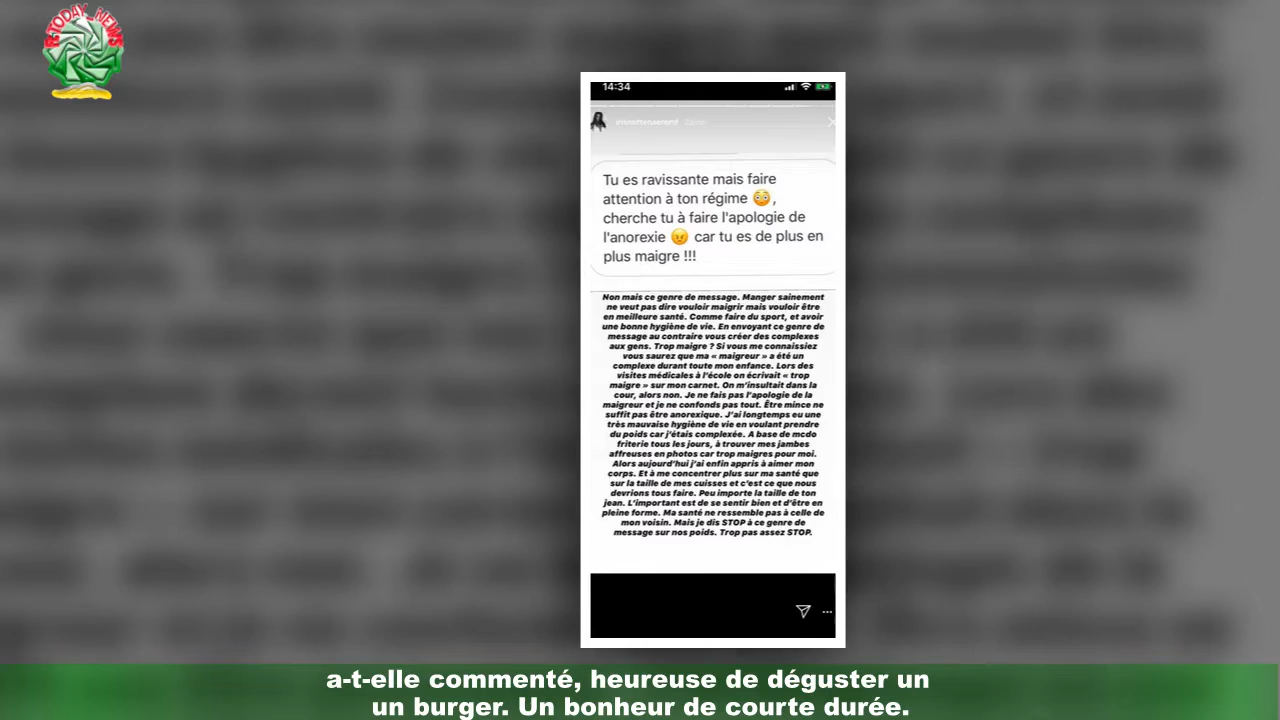 R-TODAY_NEWS
14:34
Tu es ravissante mais faire
attention à ton régime 😳,
cherche tu à faire l'apologie de
l'anorexie 😠 car tu es de plus en
plus maigre !!!
Non mais ce genre de message. Manger sainement
ne veut pas dire vouloir maigrir mais vouloir être
en meilleure santé. Comme faire du sport, et avoir
une bonne hygiène de vie. En envoyant ce genre de
message au contraire vous créer des complexes
aux gens. Trop maigre ? Si vous me connaissiez
vous saurez que ma « maigreur » a été un
complexe durant toute mon enfance. Lors des
visites médicales à l'école on écrivait « trop
maigre » sur mon carnet. On m'insultait dans la
cour, alors non. Je ne fais pas l'apologie de la
maigreur et je ne confonds pas tout. Être mince ne
suffit pas être anorexique. J'ai longtemps eu une
très mauvaise hygiène de vie en voulant prendre
du poids car j'étais complexée. A base de mcdo
friterie tous les jours, à trouver mes jambes
affreuses en photos car trop maigres pour moi.
Alors aujourd'hui j'ai enfin appris à aimer mon
corps. Et à me concentrer plus sur ma santé que
sur la taille de mes cuisses et c'est ce que nous
devrions tous faire. Peu importe la taille de ton
jean. L'important est de se sentir bien et d'être en
pleine forme. Ma santé ne ressemble pas à celle de
mon voisin. Mais je dis STOP à ce genre de
message sur nos poids. Trop pas assez STOP.
a-t-elle commenté, heureuse de déguster un
un burger. Un bonheur de courte durée.